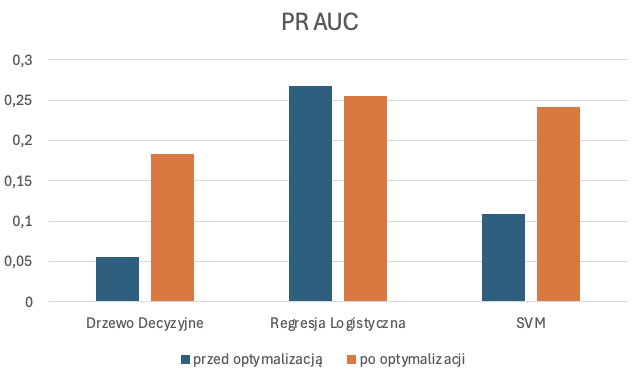 PR AUC
0,3
0,25
0,2
0,15
0,1
0,05
0
Drzewo Decyzyjne Regresja Logistyczna SVM
przed optymalizacją po optymalizacji